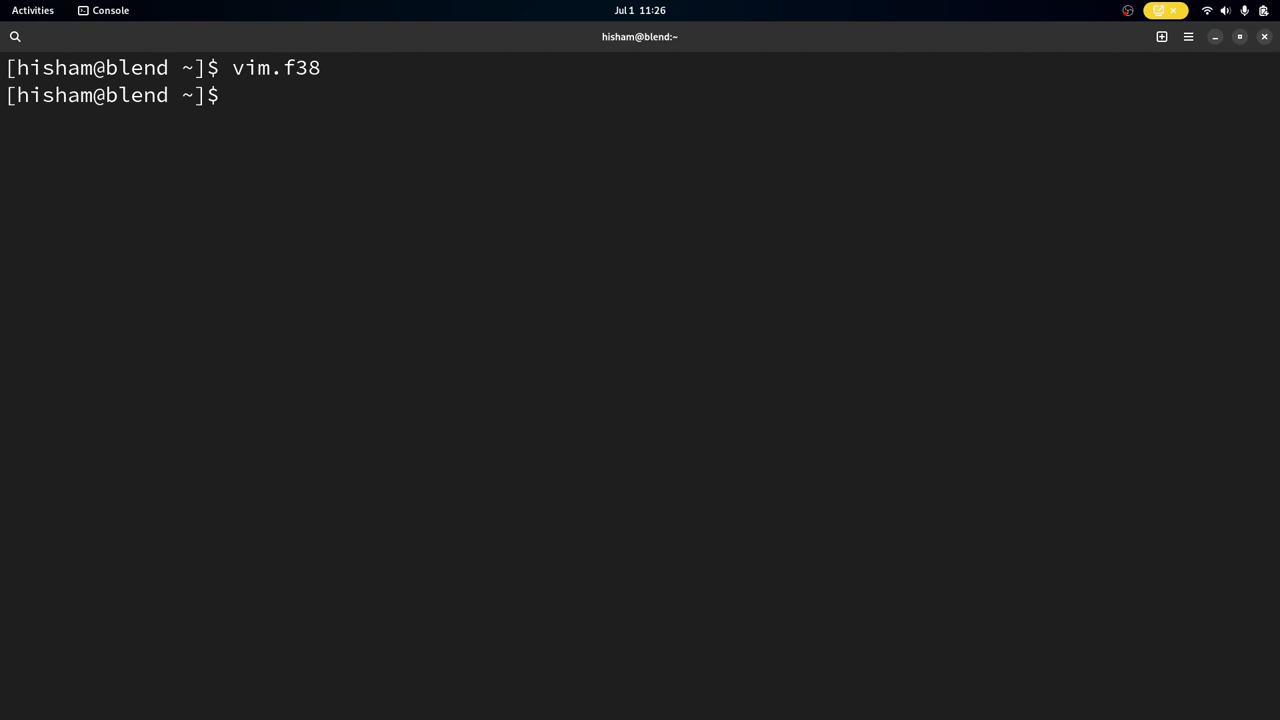 Activities Console Jul 1 11:26
hisham@blend:~
[hisham@blend ~]$ vim.f38
[hisham@blend ~]$